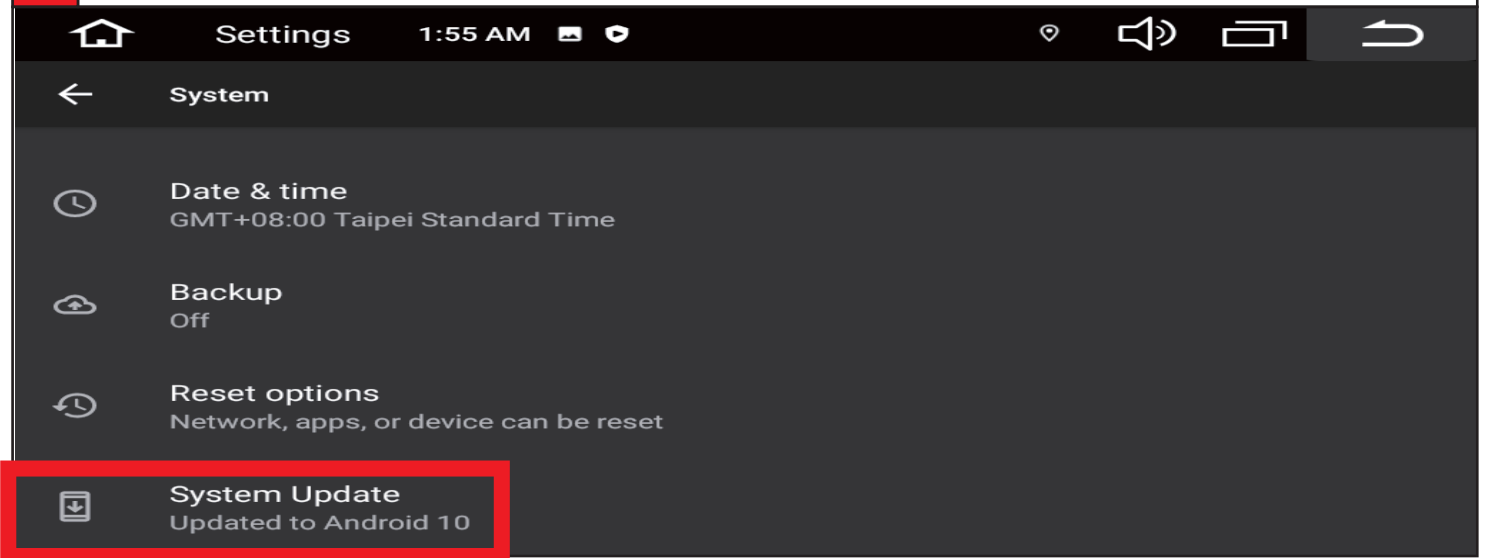 Settings 1:55 AM
System
Date & time
GMT+08:00 Taipei Standard Time
Backup
Off
Reset options
Network, apps, or device can be reset
System Update
Updated to Android 10